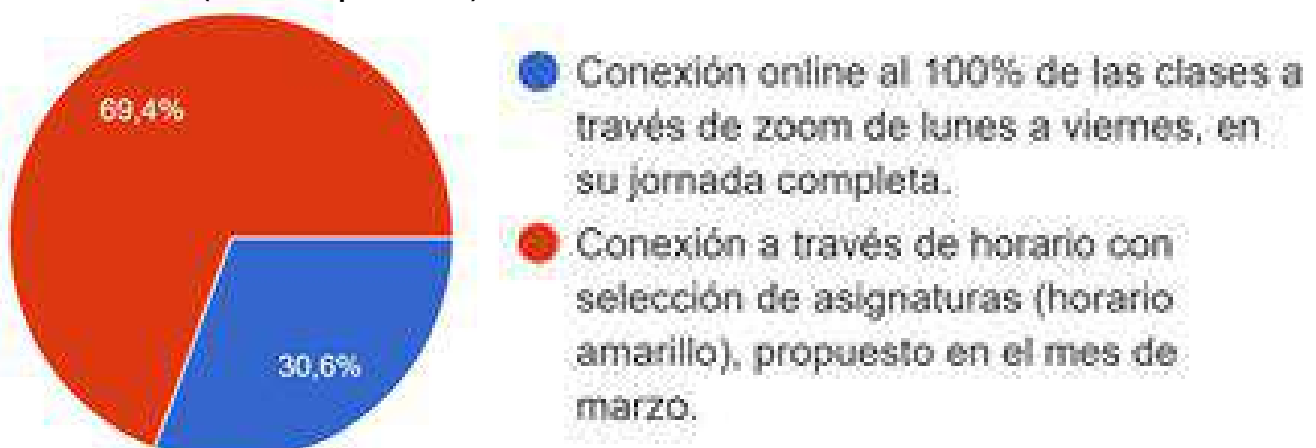 69,4%
30,6%
Conexión online al 100% de las clases a
través de zoom de lunes a viernes, en
su jornada completa.
Conexión a través de horario con
selección de asignaturas (horario
amarillo), propuesto en el mes de
marzo.